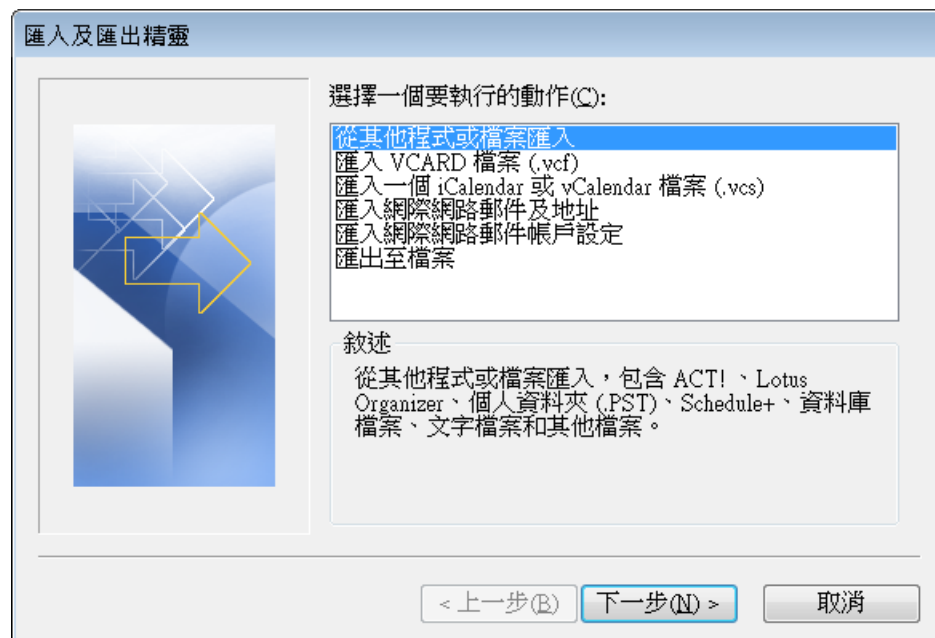 匯入及匯出精靈
選擇一個要執行的動作(C):
從其他程式或檔案匯入
匯入 VCARD 檔案 (.vcf)
匯入一個 iCalendar 或 vCalendar 檔案 (.vcs)
匯入網際網路郵件及地址
匯入網際網路郵件帳戶設定
匯出至檔案
敘述
從其他程式或檔案匯入，包含 ACT!、Lotus
Organizer、個人資料夾 (.PST)、Schedule+、資料庫
檔案、文字檔案和其他檔案。
< 上一步(B)
下一步(N) >
取消